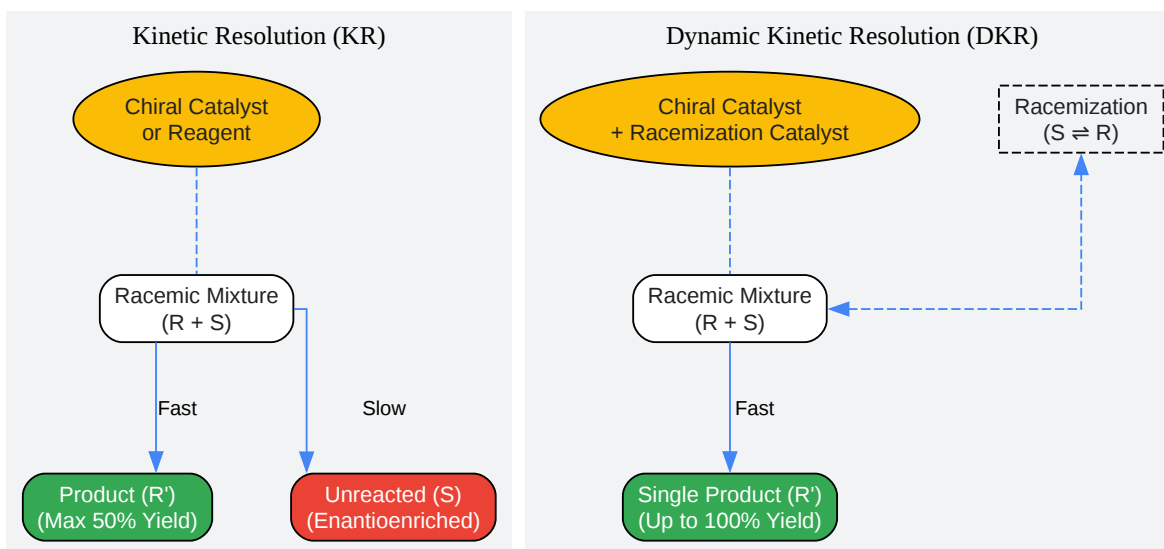 Kinetic Resolution (KR)
Chiral Catalyst
or Reagent
Racemic Mixture
(R + S)
Fast
Slow
Product (R')
(Max 50% Yield)
Unreacted (S)
(Enantioenriched)
Dynamic Kinetic Resolution (DKR)
Chiral Catalyst
+ Racemization Catalyst
Racemization
(S ⇌ R)
Racemic Mixture
(R + S)
Fast
Single Product (R')
(Up to 100% Yield)